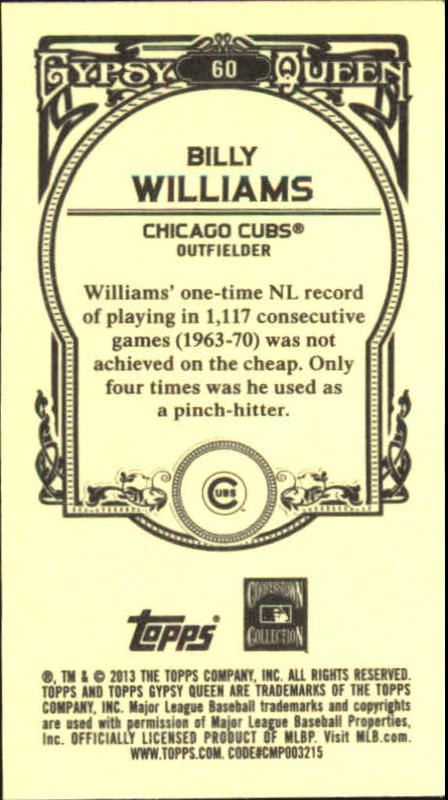 GYPSY 60 QUEEN
BILLY
WILLIAMS
CHICAGO CUBS®
OUTFIELDER
Williams' one-time NL record
of playing in 1,117 consecutive
games (1963-70) was not
achieved on the cheap. Only
four times was he used as
a pinch-hitter.
CUBS
topps®
COOPERSTOWN
COLLECTION
®, TM & © 2013 THE TOPPS COMPANY, INC. ALL RIGHTS RESERVED.
TOPPS AND TOPPS GYPSY QUEEN ARE TRADEMARKS OF THE TOPPS
COMPANY, INC. Major League Baseball trademarks and copyrights
are used with permission of Major League Baseball Properties,
Inc. OFFICIALLY LICENSED PRODUCT OF MLBP. Visit MLB.com.
WWW.TOPPS.COM. CODE#CMP003215